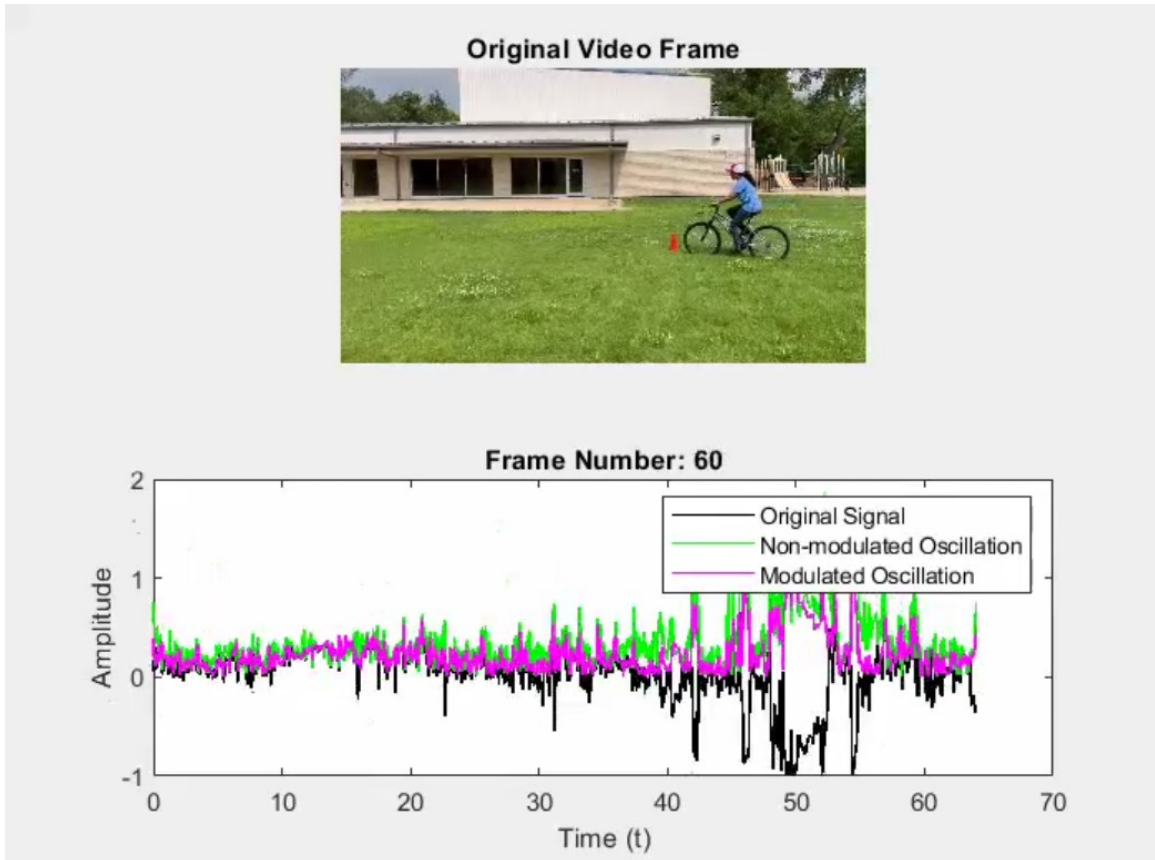 Original Video Frame
Frame Number: 60
2
1
0
-1
Amplitude
Original Signal
Non-modulated Oscillation
Modulated Oscillation
0 10 20 30 40 50 60 70
Time (t)